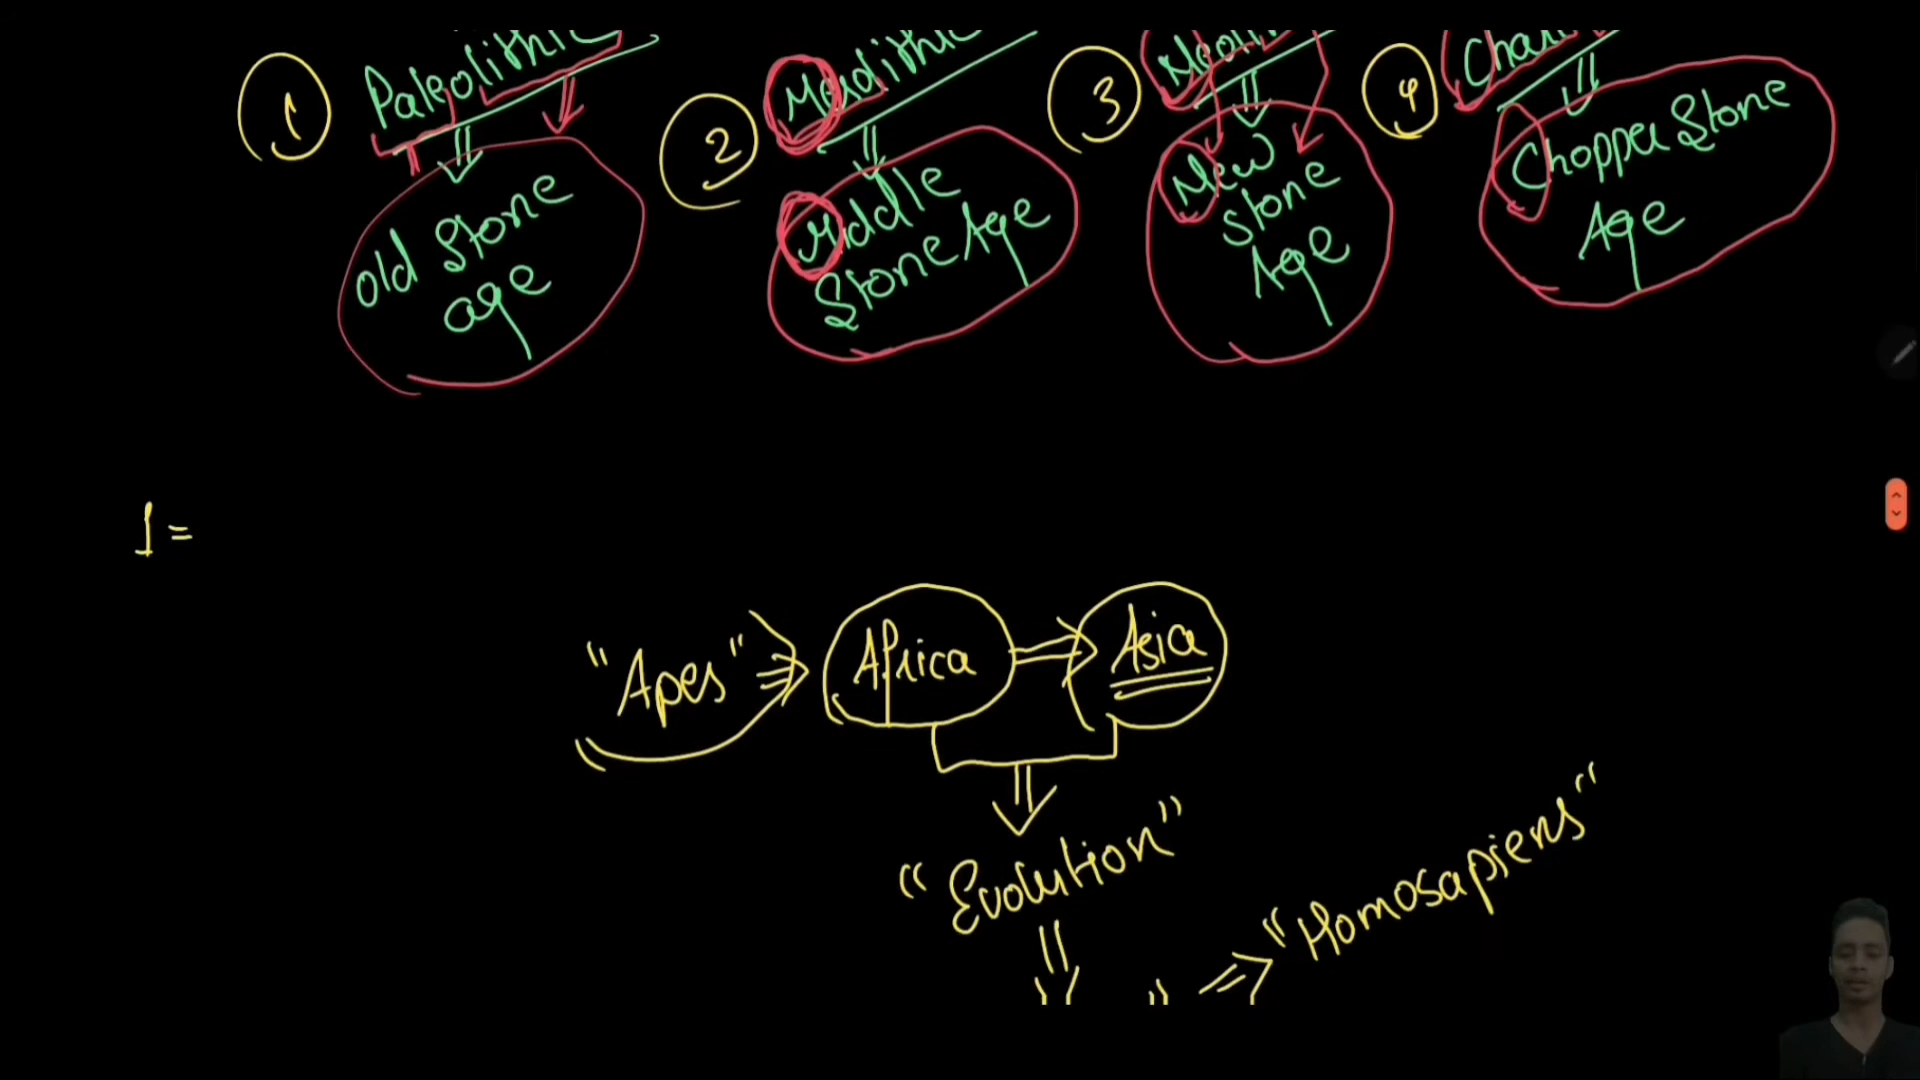 1 Paleolithic
old Stone
age
2 Mesolithic
Middle
Stone Age
3
New
Stone
Age
4
Chopper Stone
Age
1 =
"Apes" Africa Asia
"Evolution"
"Homosapiens"